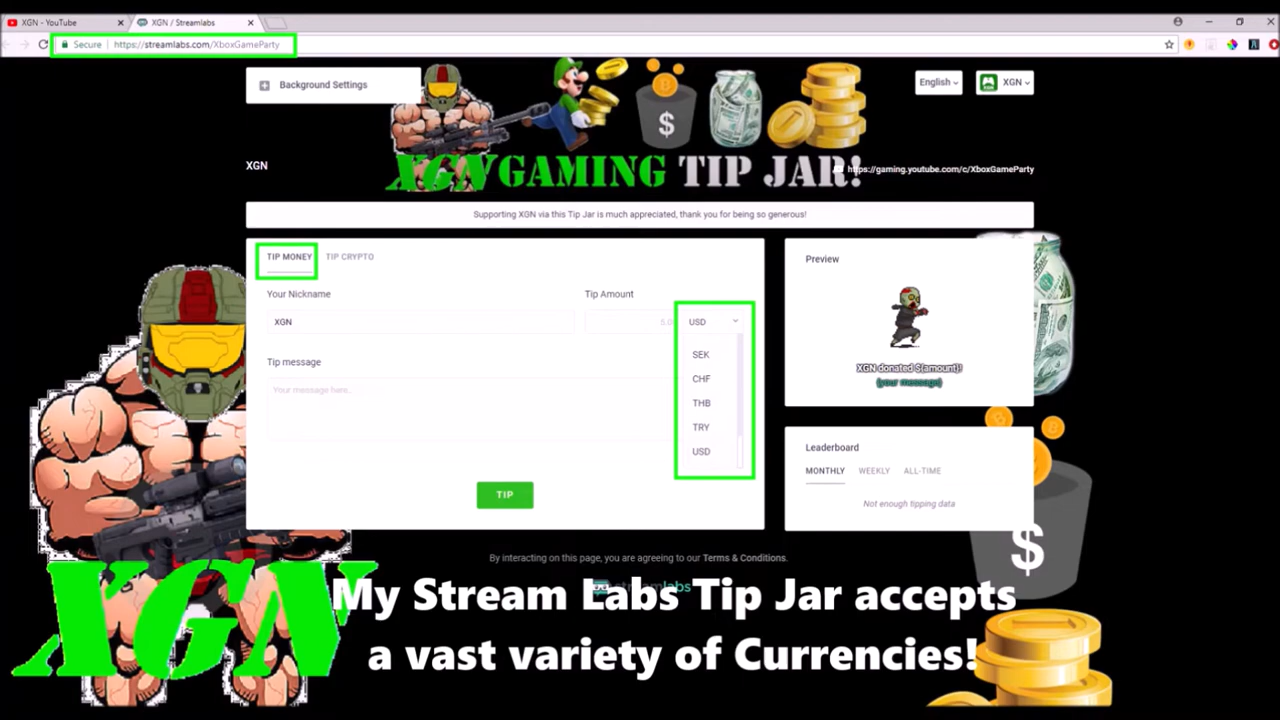 XGN - YouTube
XGN / Streamlabs
Secure
https://streamlabs.com/XboxGameParty
Background Settings
English
XGN
$
XGN GAMING TIP JAR!
XGN
https://gaming.youtube.com/c/XboxGameParty
Supporting XGN via this Tip Jar is much appreciated, thank you for being so generous!
TIP MONEY
TIP CRYPTO
Your Nickname
Tip Amount
XGN
5.0
USD
SEK
CHF
THB
TRY
USD
Tip message
Your message here...
TIP
Preview
XGN donated ${amount}!
{your message}
Leaderboard
MONTHLY
WEEKLY
ALL-TIME
Not enough tipping data
$
By interacting on this page, you are agreeing to our Terms & Conditions.
XGN
My Stream Labs Tip Jar accepts
a vast variety of Currencies!